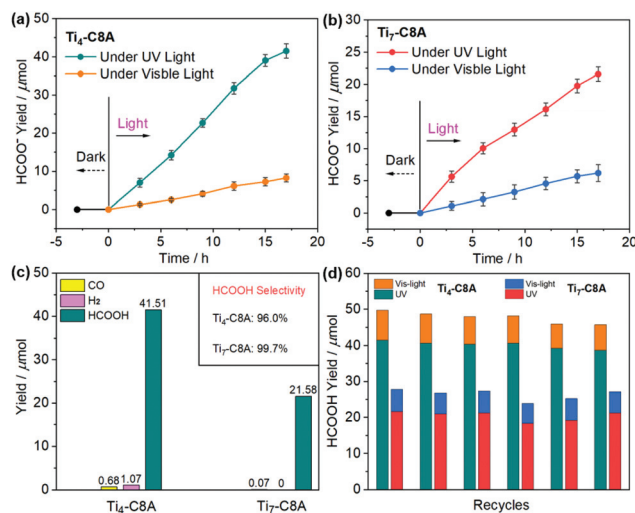 (a)
Ti₄-C8A
Under UV Light
Under Visble Light
Light
Dark
HCOO⁻ Yield / μmol
50
40
30
20
10
0
-5
0
5
10
15
20
Time / h
(b)
Ti₇-C8A
Under UV Light
Under Visble Light
Light
Dark
HCOO⁻ Yield / μmol
30
25
20
15
10
5
0
-5
0
5
10
15
20
Time / h
(c)
CO
H₂
HCOOH
41.51
HCOOH Selectivity
Ti₄-C8A: 96.0%
Ti₇-C8A: 99.7%
21.58
0.68
1.07
0.07
0
Yield / μmol
50
40
30
20
10
0
Ti₄-C8A
Ti₇-C8A
(d)
Vis-light
UV
Ti₄-C8A
Vis-light
UV
Ti₇-C8A
HCOOH Yield / μmol
60
50
40
30
20
10
0
Recycles